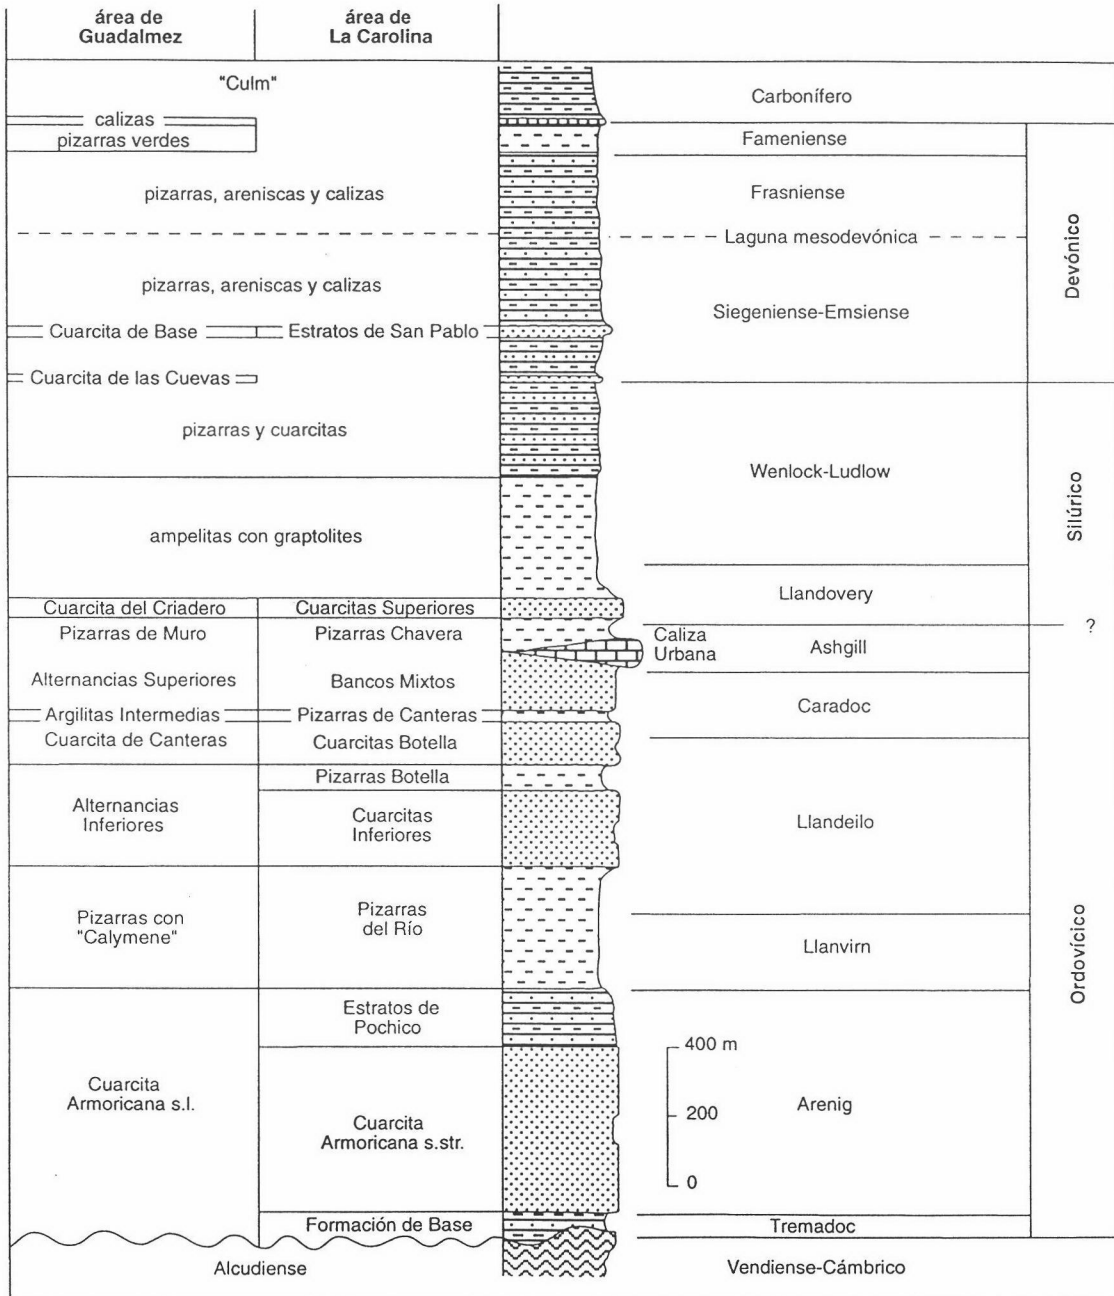 área de
Guadalmez
área de
La Carolina
"Culm"
Carbonífero
calizas
pizarras verdes
Fameniense
pizarras, areniscas y calizas
Frasniense
Laguna mesodevónica
Devónico
pizarras, areniscas y calizas
Siegeniense-Emsiense
Cuarcita de Base
Estratos de San Pablo
Cuarcita de las Cuevas
pizarras y cuarcitas
Wenlock-Ludlow
Silúrico
ampelitas con graptolites
Llandovery
Cuarcita del Criadero
Cuarcitas Superiores
?
Pizarras de Muro
Pizarras Chavera
Caliza
Urbana
Ashgill
Alternancias Superiores
Bancos Mixtos
Caradoc
Argilitas Intermedias
Pizarras de Canteras
Cuarcita de Canteras
Cuarcitas Botella
Pizarras Botella
Alternancias
Inferiores
Cuarcitas
Inferiores
Llandeilo
Pizarras con
"Calymene"
Pizarras
del Río
Llanvirn
Ordovícico
Estratos de
Pochico
400 m
200
0
Cuarcita
Armoricana s.l.
Cuarcita
Armoricana s.str.
Arenig
Formación de Base
Tremadoc
Alcudiense
Vendiense-Cámbrico